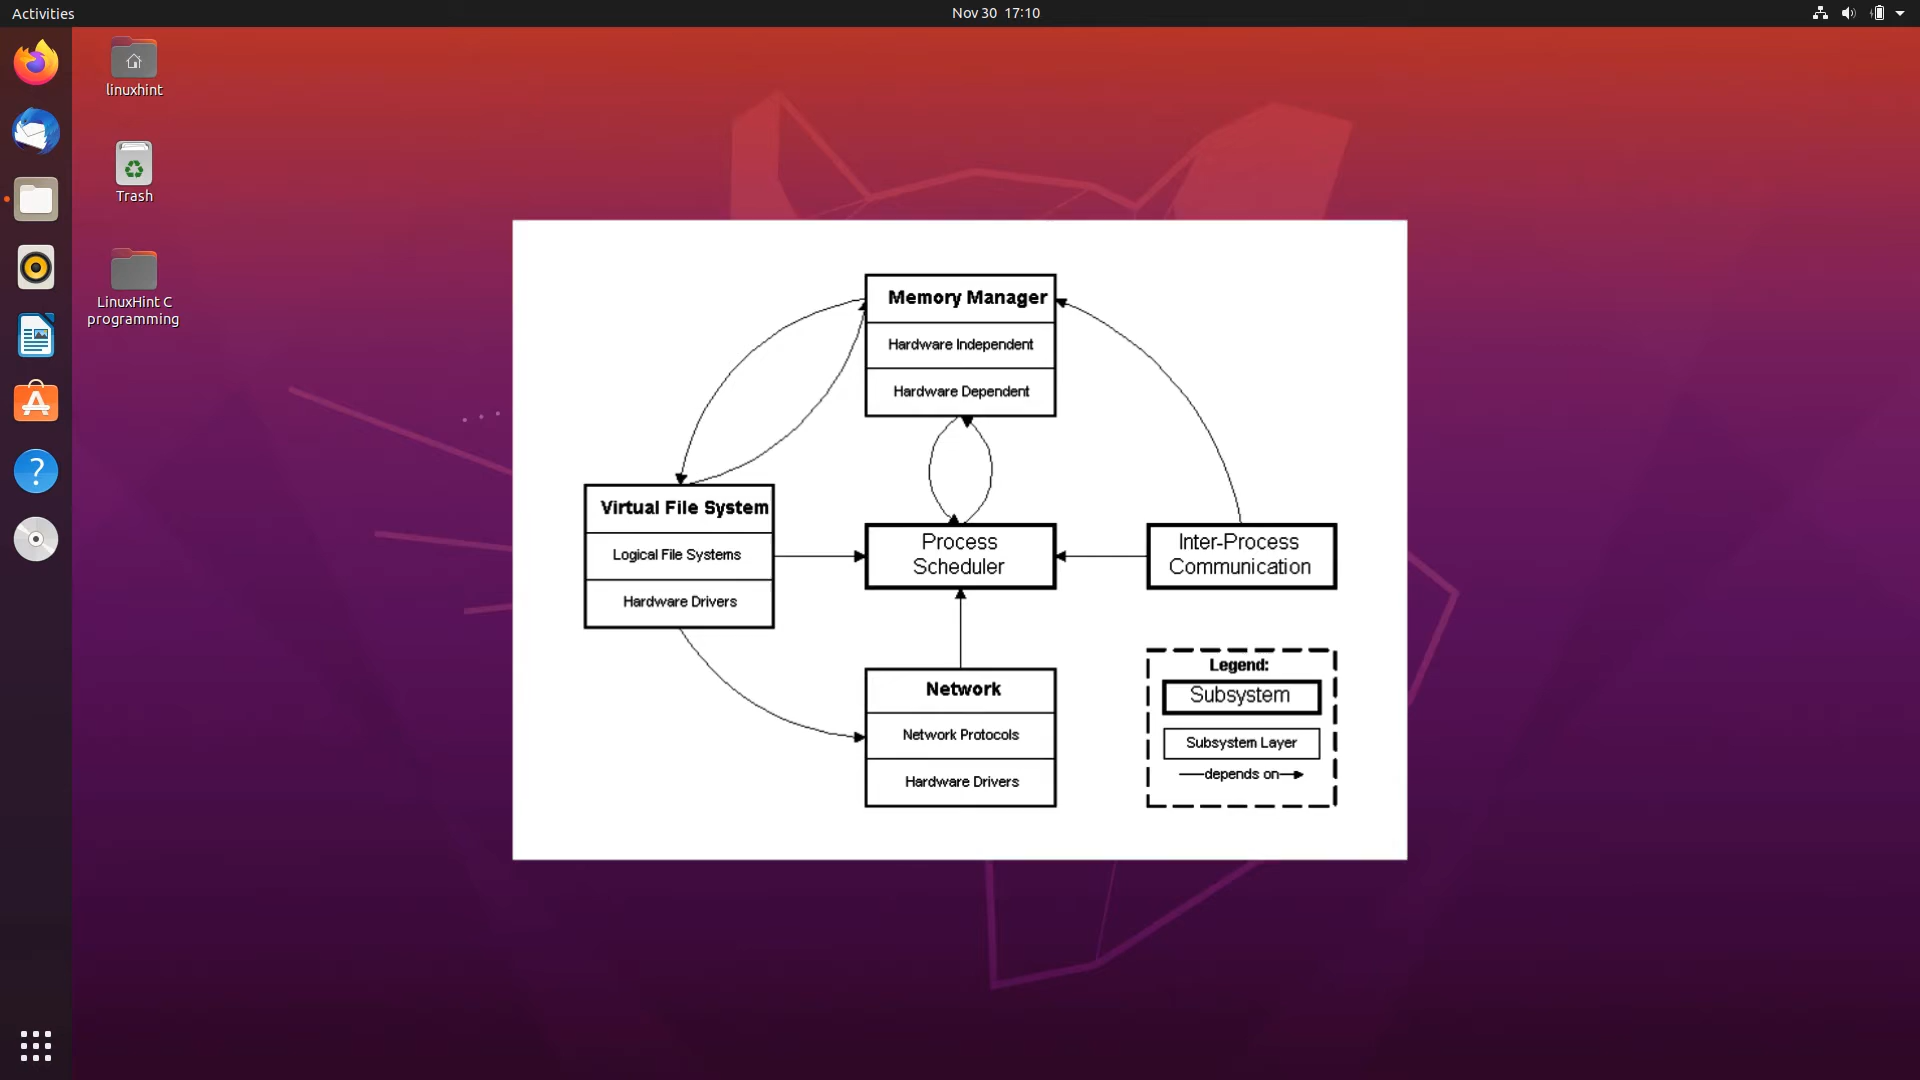 Activities
Nov 30 17:10
linuxhint
Trash
LinuxHint C
programming
Memory Manager
Hardware Independent
Hardware Dependent
Virtual File System
Logical File Systems
Hardware Drivers
Process
Scheduler
Inter-Process
Communication
Network
Network Protocols
Hardware Drivers
Legend:
Subsystem
Subsystem Layer
depends on